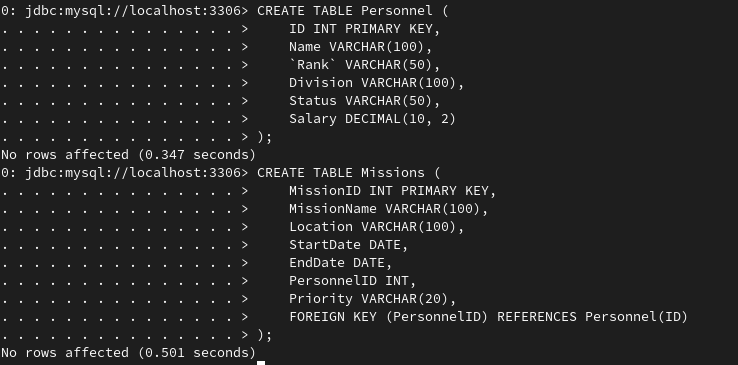 0: jdbc:mysql://localhost:3306> CREATE TABLE Personnel (
. . . . . . . . . . . . . . . >     ID INT PRIMARY KEY,
. . . . . . . . . . . . . . . >     Name VARCHAR(100),
. . . . . . . . . . . . . . . >     `Rank` VARCHAR(50),
. . . . . . . . . . . . . . . >     Division VARCHAR(100),
. . . . . . . . . . . . . . . >     Status VARCHAR(50),
. . . . . . . . . . . . . . . >     Salary DECIMAL(10, 2)
. . . . . . . . . . . . . . . > );
No rows affected (0.347 seconds)
0: jdbc:mysql://localhost:3306> CREATE TABLE Missions (
. . . . . . . . . . . . . . . >     MissionID INT PRIMARY KEY,
. . . . . . . . . . . . . . . >     MissionName VARCHAR(100),
. . . . . . . . . . . . . . . >     Location VARCHAR(100),
. . . . . . . . . . . . . . . >     StartDate DATE,
. . . . . . . . . . . . . . . >     EndDate DATE,
. . . . . . . . . . . . . . . >     PersonnelID INT,
. . . . . . . . . . . . . . . >     Priority VARCHAR(20),
. . . . . . . . . . . . . . . >     FOREIGN KEY (PersonnelID) REFERENCES Personnel(ID)
. . . . . . . . . . . . . . . > );
No rows affected (0.501 seconds)